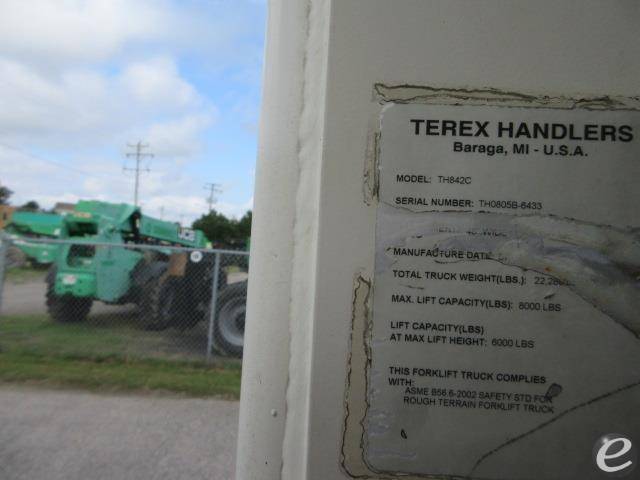 TEREX HANDLERS
Baraga, MI - U.S.A.
MODEL: TH842C
SERIAL NUMBER: TH0805B-6433
MANUFACTURE DATE
TOTAL TRUCK WEIGHT(LBS.):
MAX. LIFT CAPACITY(LBS): 8000 LBS
LIFT CAPACITY(LBS)
AT MAX LIFT HEIGHT: 6000 LBS
THIS FORKLIFT TRUCK COMPLIES
WITH:
ASME B56.6-2002 SAFETY STD FOR
ROUGH TERRAIN FORKLIFT TRUCK
e